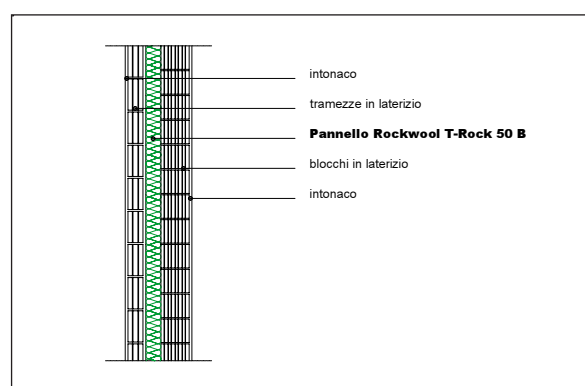 intonaco
tramezze in laterizio
Pannello Rockwool T-Rock 50 B
blocchi in laterizio
intonaco